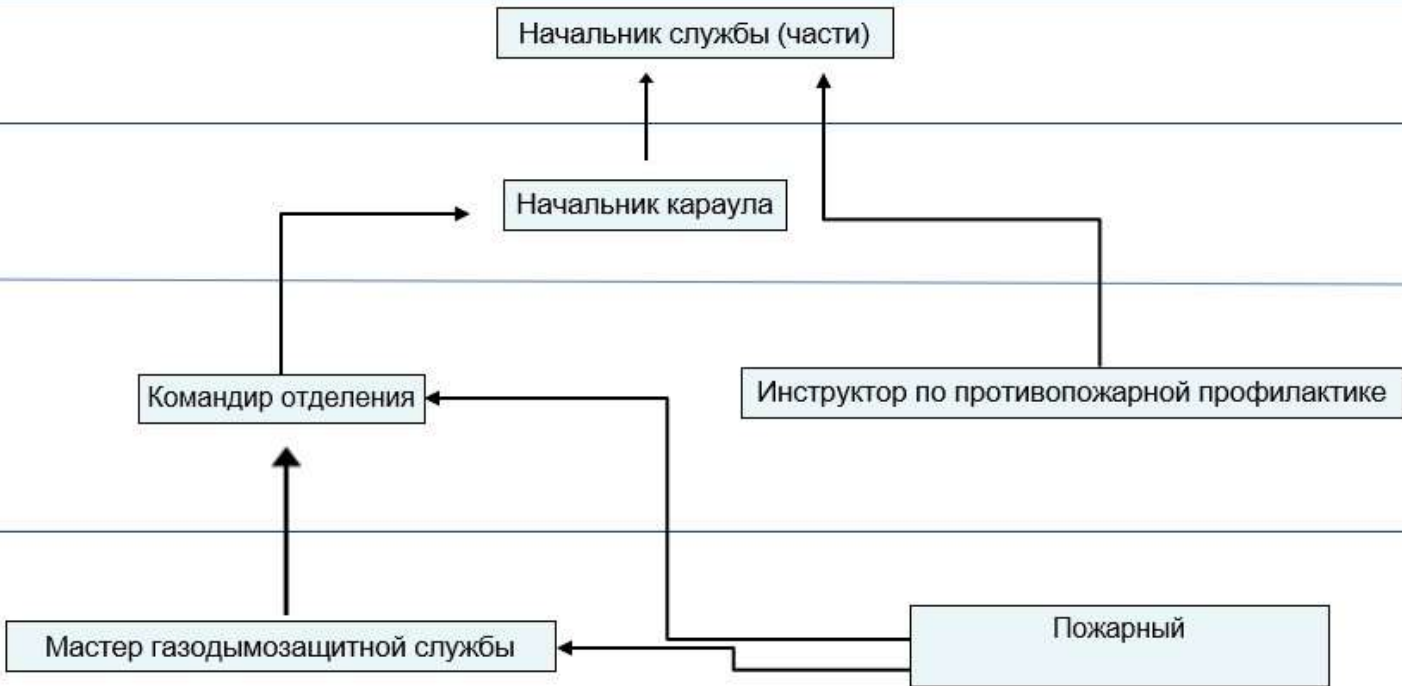 Начальник службы (части)
Начальник караула
Командир отделения
Инструктор по противопожарной профилактике
Мастер газодымозащитной службы
Пожарный